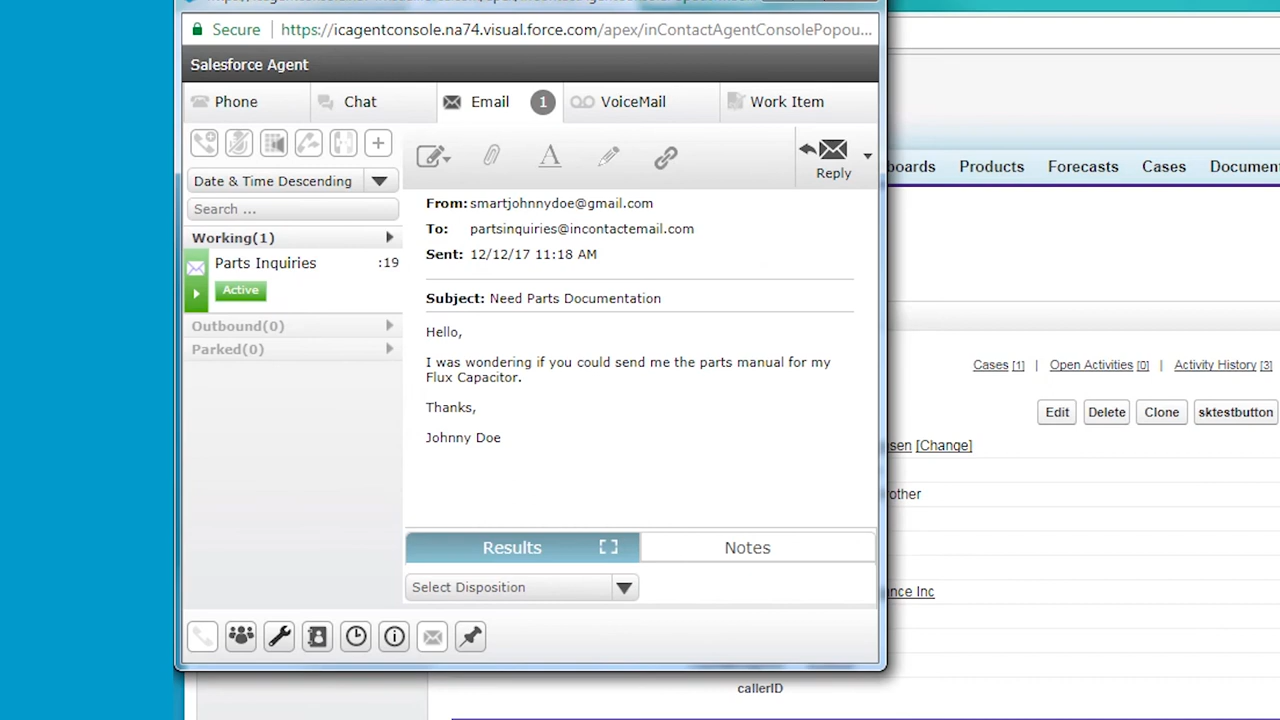 Secure | https://icagentconsole.na74.visual.force.com/apex/inContactAgentConsolePopou...
Salesforce Agent
Phone
Chat
Email 1
VoiceMail
Work Item
Reply
Date & Time Descending
Search ...
Working(1)
Parts Inquiries :19
Active
Outbound(0)
Parked(0)
From: smartjohnnydoe@gmail.com
To: partsinquiries@incontactemail.com
Sent: 12/12/17 11:18 AM
Subject: Need Parts Documentation
Hello,
I was wondering if you could send me the parts manual for my
Flux Capacitor.
Thanks,
Johnny Doe
Results
Notes
Select Disposition
boards Products Forecasts Cases Documen
Cases [1] | Open Activities [0] | Activity History [3]
Edit Delete Clone sktestbutton
sen [Change]
other
nce Inc
callerID